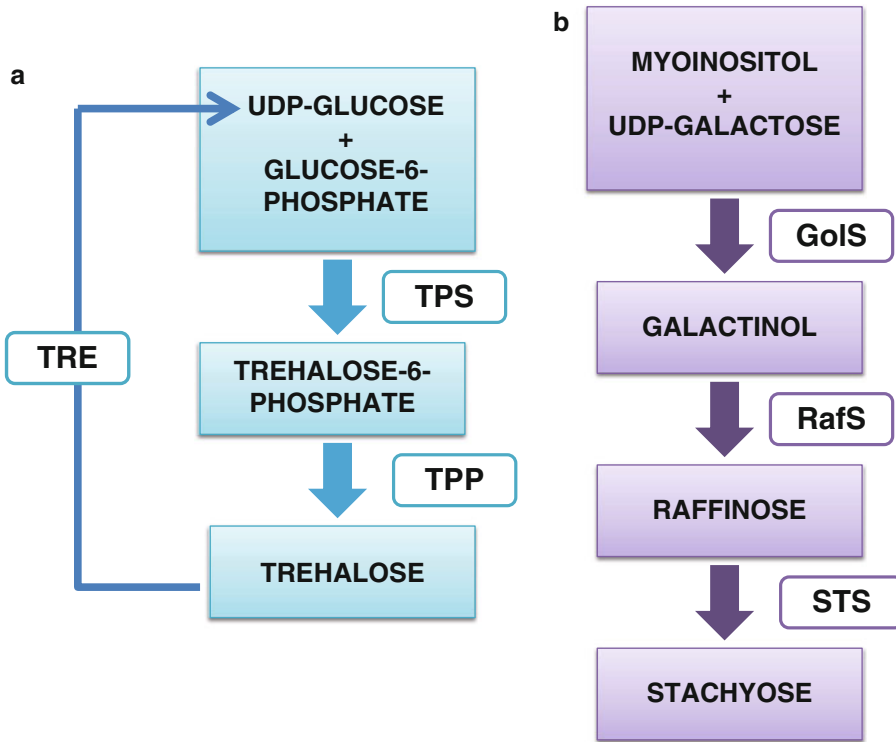 a
UDP-GLUCOSE
+
GLUCOSE-6-
PHOSPHATE
TPS
TRE
TREHALOSE-6-
PHOSPHATE
TPP
TREHALOSE
b
MYOINOSITOL
+
UDP-GALACTOSE
GolS
GALACTINOL
RafS
RAFFINOSE
STS
STACHYOSE